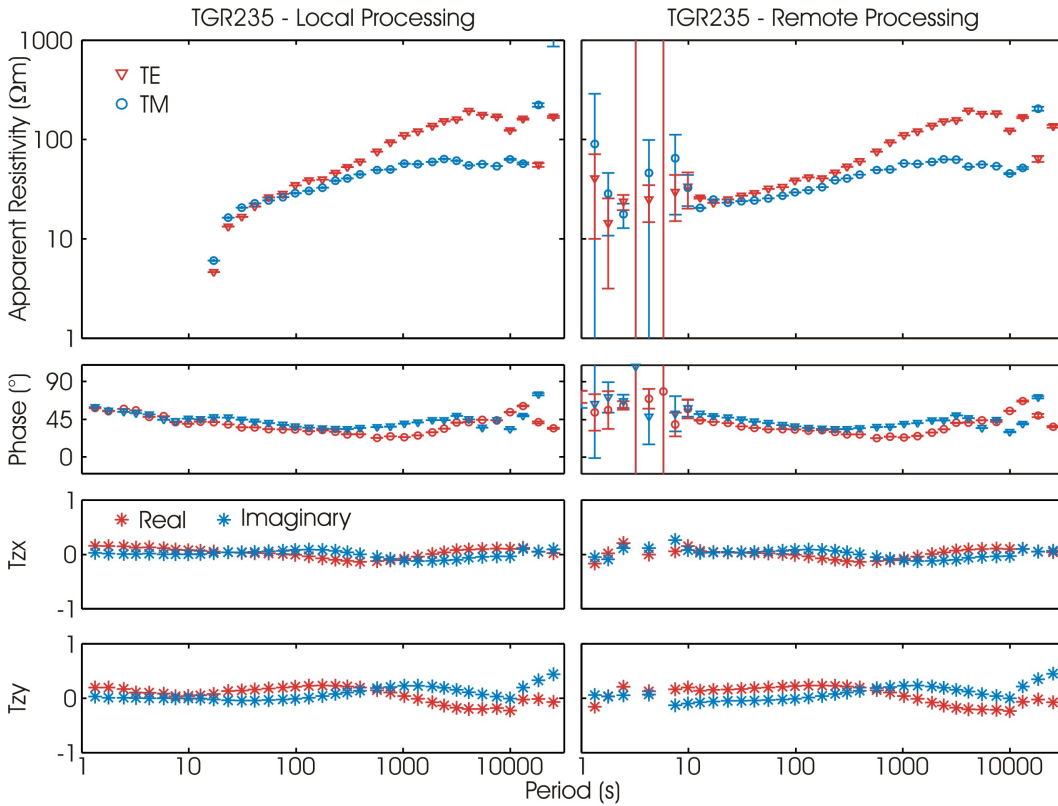 TGR235 - Local Processing
TGR235 - Remote Processing
Apparent Resistivity (Ωm)
1000
100
10
1
TE
TM
Phase (°)
90
45
0
Tzx
1
0
-1
Real
Imaginary
Tzy
1
0
-1
1 10 100 1000 10000
1 10 100 1000 10000
Period (s)